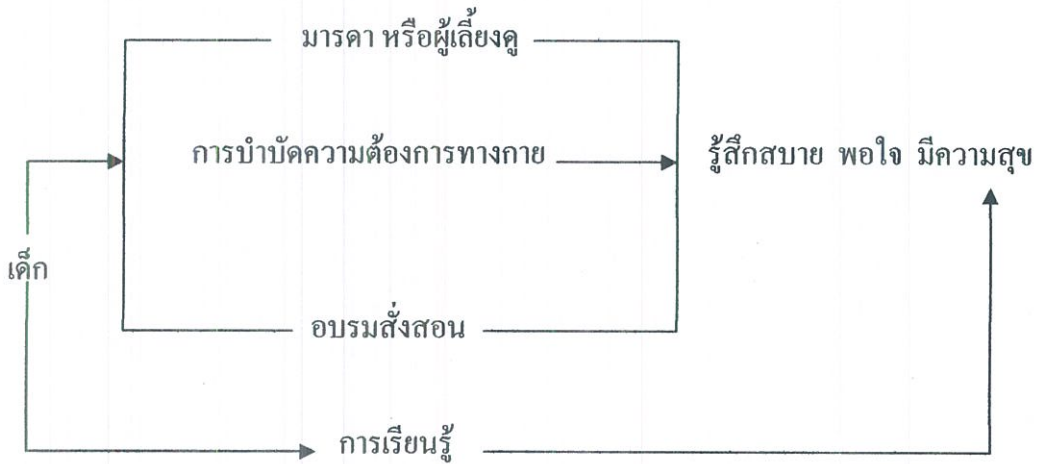 มารดา หรือผู้เลี้ยงดู
การบำบัดความต้องการทางกาย
รู้สึกสบาย พอใจ มีความสุข
เด็ก
อบรมสั่งสอน
การเรียนรู้